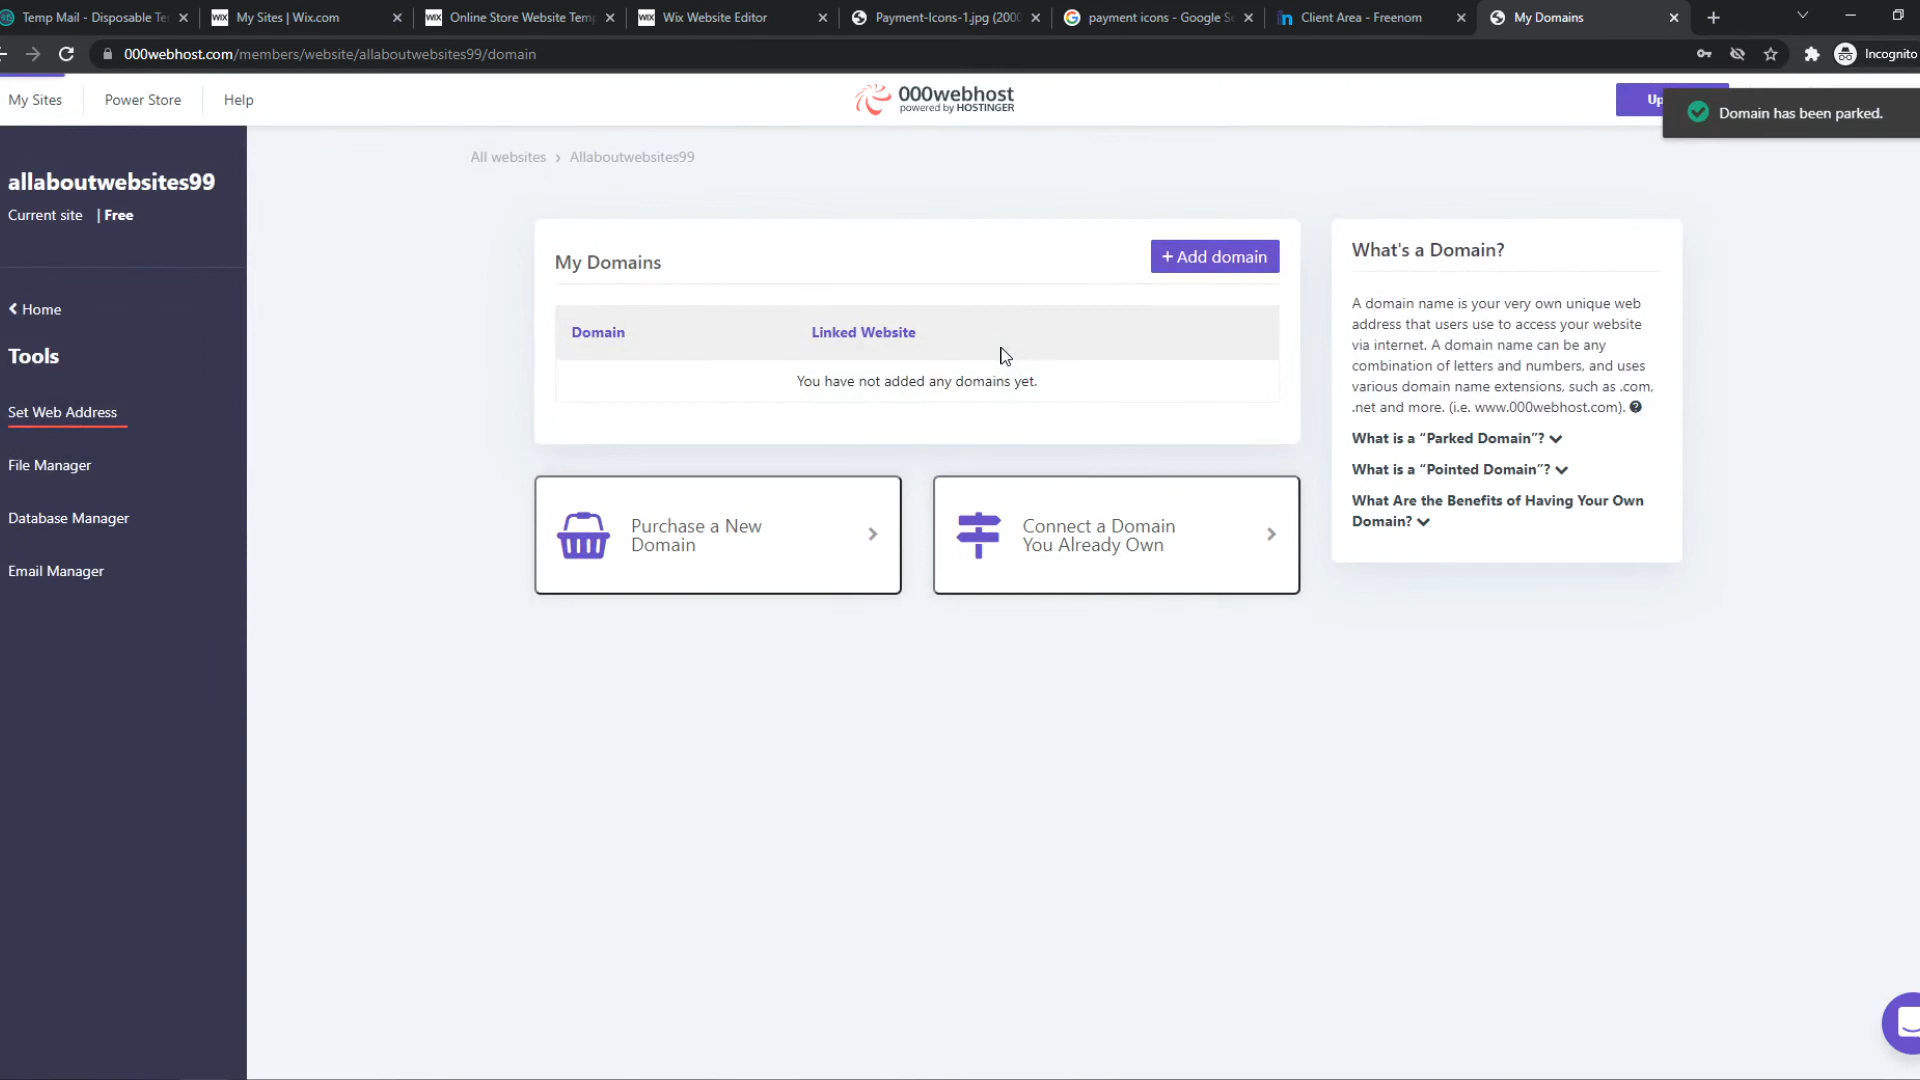 Temp Mail - Disposable Te
My Sites | Wix.com
Online Store Website Temp
Wix Website Editor
Payment-Icons-1.jpg (2000
payment icons - Google Se
Client Area - Freenom
My Domains
000webhost.com/members/website/allaboutwebsites99/domain
Incognito
My Sites
Power Store
Help
000webhost
powered by HOSTINGER
Up
Domain has been parked.
allaboutwebsites99
Current site | Free
Home
Tools
Set Web Address
File Manager
Database Manager
Email Manager
All websites › Allaboutwebsites99
My Domains
+ Add domain
Domain
Linked Website
You have not added any domains yet.
Purchase a New
Domain
Connect a Domain
You Already Own
What's a Domain?
A domain name is your very own unique web
address that users use to access your website
via internet. A domain name can be any
combination of letters and numbers, and uses
various domain name extensions, such as .com,
.net and more. (i.e. www.000webhost.com).
What is a “Parked Domain”?
What is a “Pointed Domain”?
What Are the Benefits of Having Your Own
Domain?